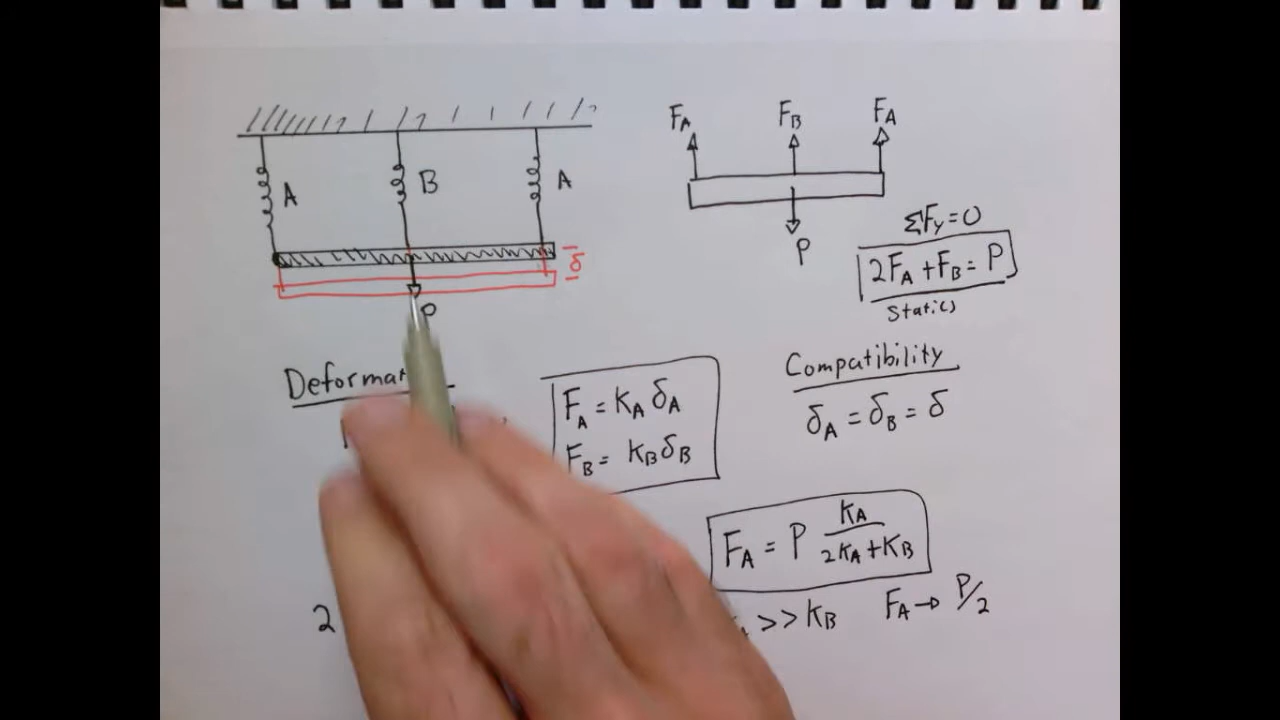 A B A
δ
P
F_A F_B F_A
P
ΣF_y = 0
2F_A + F_B = P
Statics
F_A = K_A δ_A
F_B = K_B δ_B
Compatibility
δ_A = δ_B = δ
F_A = P K_A / (2K_A + K_B)
>> K_B F_A → P/2
2